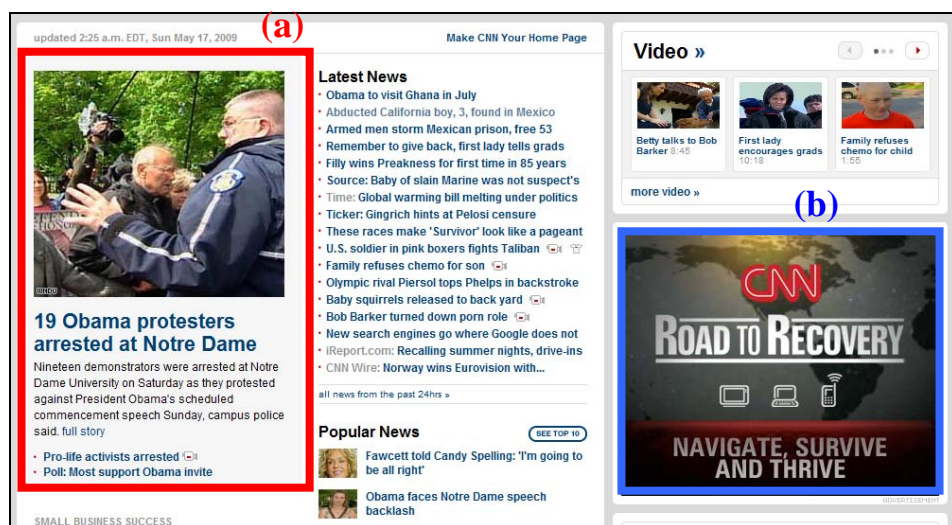 (a)
updated 2:25 a.m. EDT, Sun May 17, 2009
Make CNN Your Home Page
WNDU
19 Obama protesters
arrested at Notre Dame
Nineteen demonstrators were arrested at Notre
Dame University on Saturday as they protested
against President Obama's scheduled
commencement speech Sunday, campus police
said. full story
Pro-life activists arrested
Poll: Most support Obama invite
SMALL BUSINESS SUCCESS
Latest News
Obama to visit Ghana in July
Abducted California boy, 3, found in Mexico
Armed men storm Mexican prison, free 53
Remember to give back, first lady tells grads
Filly wins Preakness for first time in 85 years
Source: Baby of slain Marine was not suspect's
Time: Global warming bill melting under politics
Ticker: Gingrich hints at Pelosi censure
These races make 'Survivor' look like a pageant
U.S. soldier in pink boxers fights Taliban
Family refuses chemo for son
Olympic rival Piersol tops Phelps in backstroke
Baby squirrels released to back yard
Bob Barker turned down porn role
New search engines go where Google does not
iReport.com: Recalling summer nights, drive-ins
CNN Wire: Norway wins Eurovision with...
all news from the past 24hrs »
Popular News
SEE TOP 10
Fawcett told Candy Spelling: 'I'm going to
be all right'
Obama faces Notre Dame speech
backlash
Video »
Betty talks to Bob
Barker 8:45
First lady
encourages grads
10:18
Family refuses
chemo for child
1:55
more video »
(b)
CNN
ROAD TO RECOVERY
NAVIGATE, SURVIVE
AND THRIVE
ADVERTISEMENT